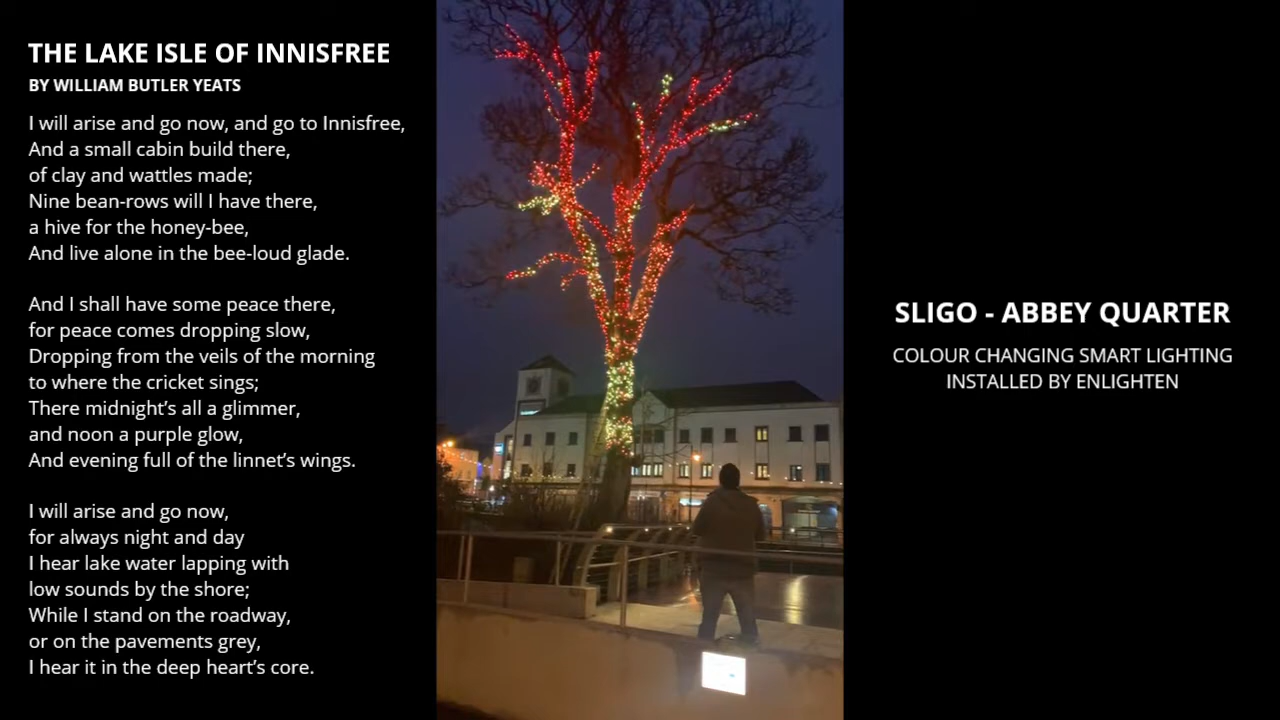 THE LAKE ISLE OF INNISFREE
BY WILLIAM BUTLER YEATS
I will arise and go now, and go to Innisfree,
And a small cabin build there,
of clay and wattles made;
Nine bean-rows will I have there,
a hive for the honey-bee,
And live alone in the bee-loud glade.
And I shall have some peace there,
for peace comes dropping slow,
Dropping from the veils of the morning
to where the cricket sings;
There midnight’s all a glimmer,
and noon a purple glow,
And evening full of the linnet’s wings.
I will arise and go now,
for always night and day
I hear lake water lapping with
low sounds by the shore;
While I stand on the roadway,
or on the pavements grey,
I hear it in the deep heart’s core.
SLIGO - ABBEY QUARTER
COLOUR CHANGING SMART LIGHTING
INSTALLED BY ENLIGHTEN